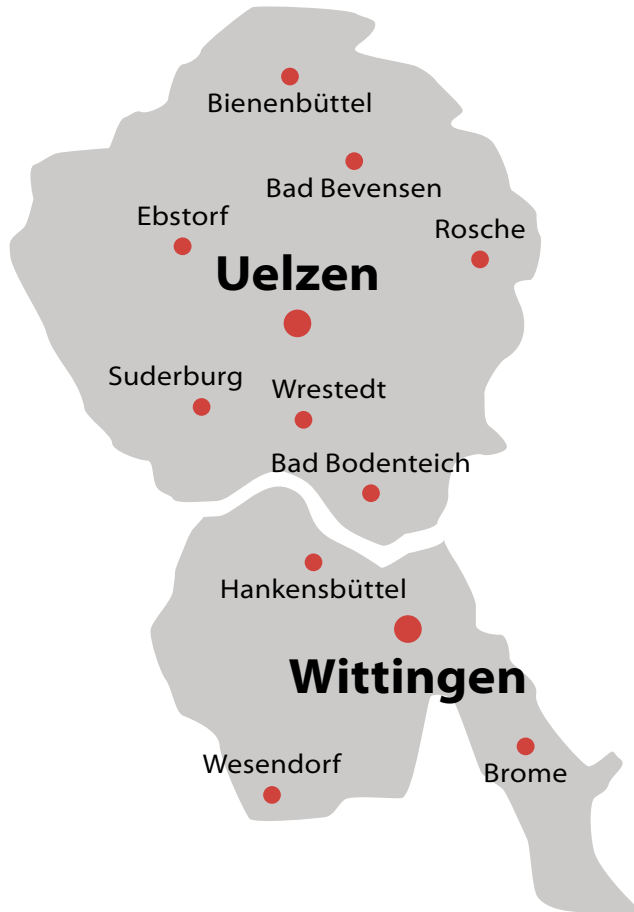 Bienenbüttel
Bad Bevensen
Ebstorf
Rosche
Uelzen
Suderburg
Wrestedt
Bad Bodenteich
Hankensbüttel
Wittingen
Wesendorf
Brome